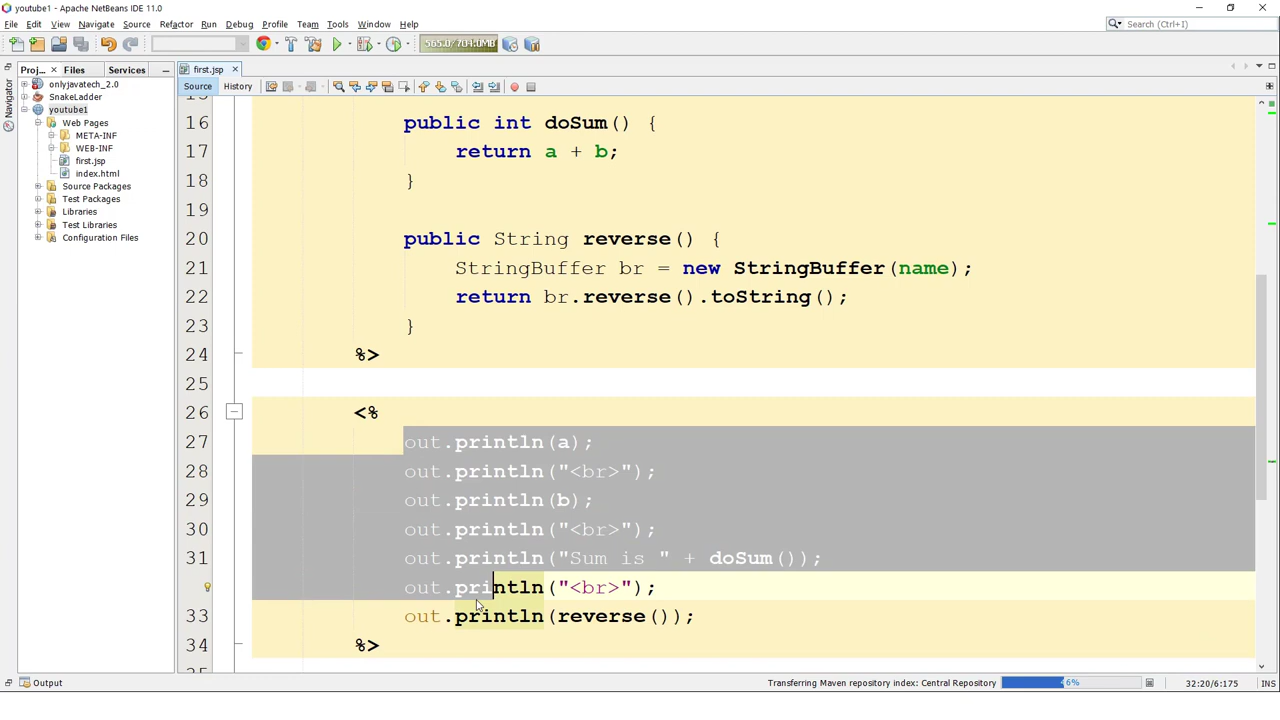 youtube1 - Apache NetBeans IDE 11.0
File Edit View Navigate Source Refactor Run Debug Profile Team Tools Window Help
Search (Ctrl+I)
Proj... Files Services
first.jsp
Source History
Navigator
onlyjavatech_2.0
SnakeLadder
youtube1
Web Pages
META-INF
WEB-INF
first.jsp
index.html
Source Packages
Test Packages
Libraries
Test Libraries
Configuration Files
16 public int doSum() {
17 return a + b;
18 }
19
20 public String reverse() {
21 StringBuffer br = new StringBuffer(name);
22 return br.reverse().toString();
23 }
24 %>
25
26 <%
27 out.println(a);
28 out.println("<br>");
29 out.println(b);
30 out.println("<br>");
31 out.println("Sum is " + doSum());
out.println("<br>");
33 out.println(reverse());
34 %>
Output
Transferring Maven repository index: Central Repository
6%
32:20/6:175
INS